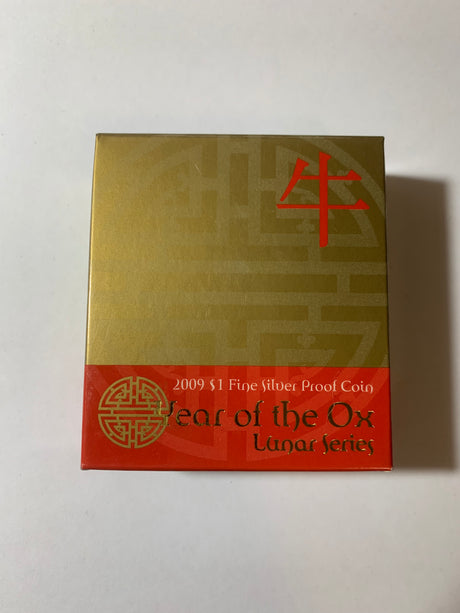 牛
2009 $1 Fine Silver Proof Coin
Year of the Ox
Lunar Series